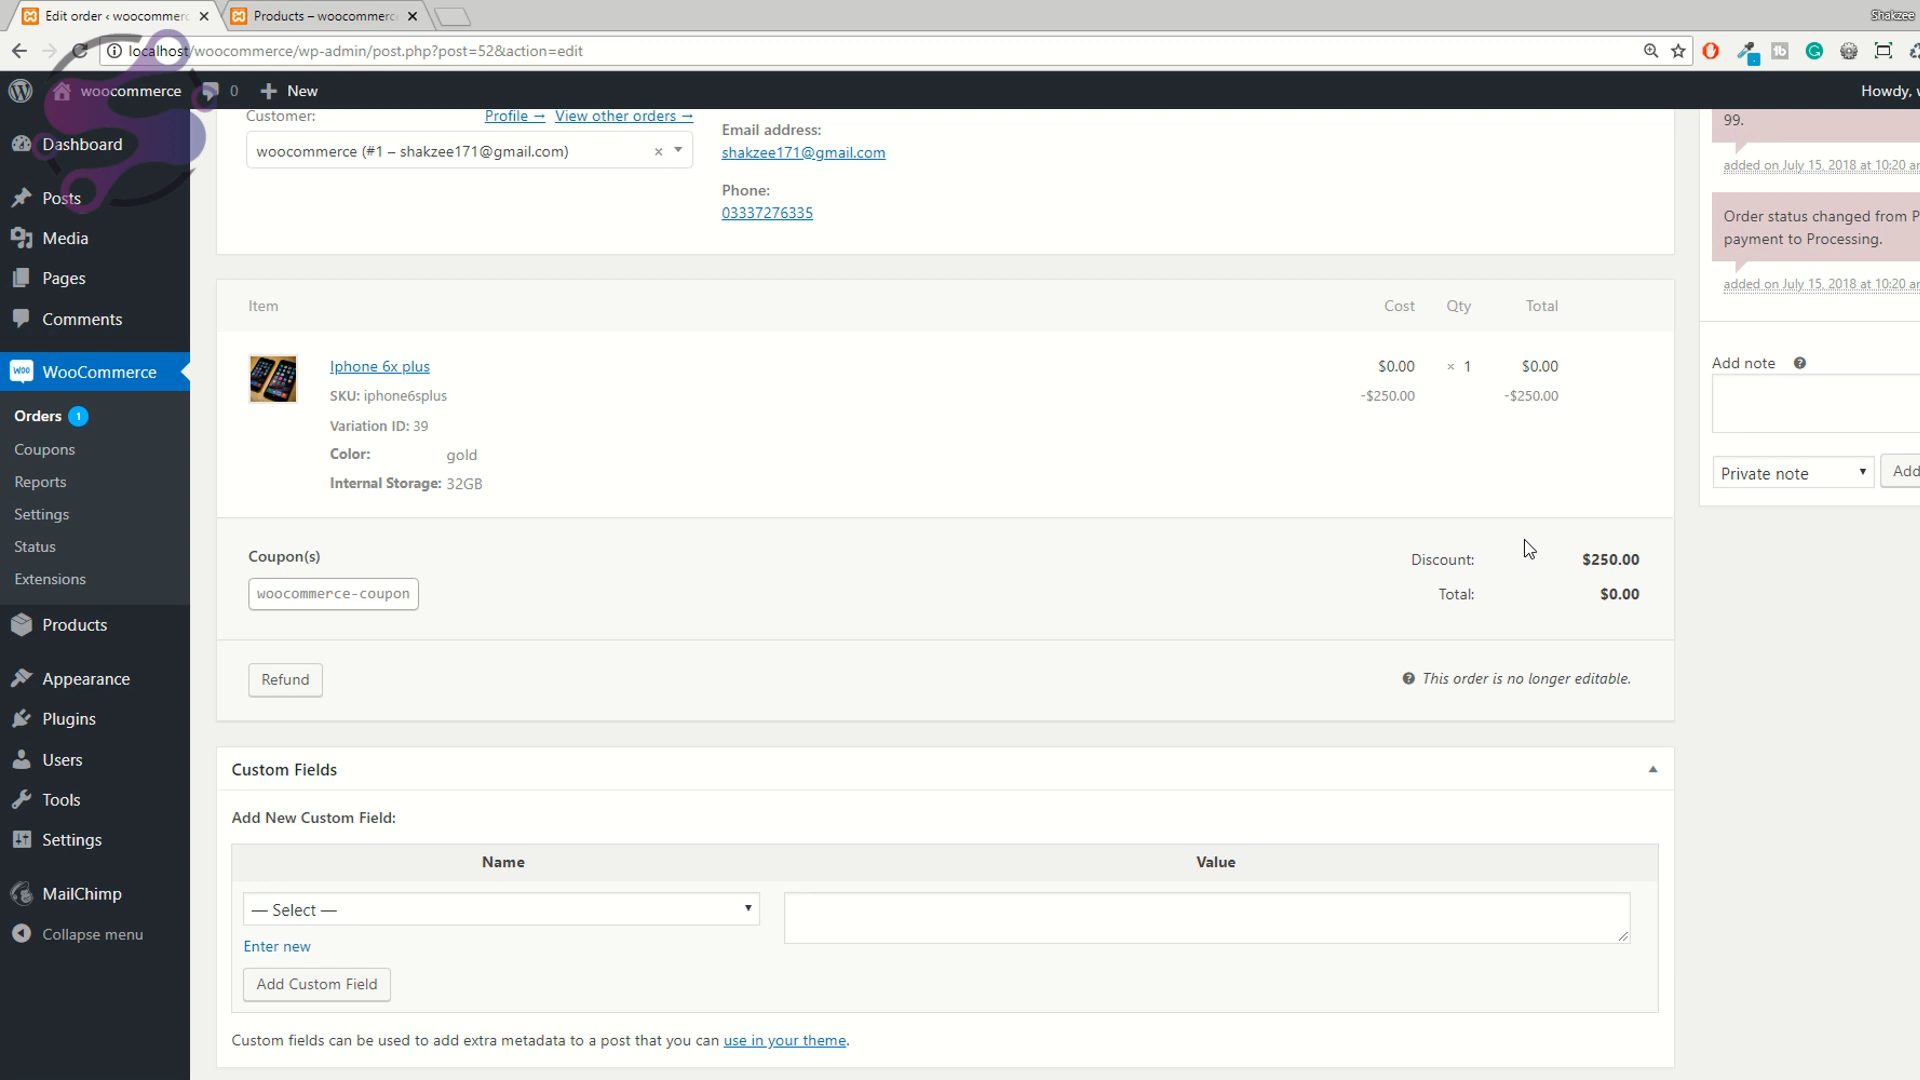 Edit order ‹ woocommerc
Products – woocommerc
Shakzee
localhost/woocommerce/wp-admin/post.php?post=52&action=edit
woocommerce
0
New
Howdy,
Dashboard
Posts
Media
Pages
Comments
WooCommerce
Orders 1
Coupons
Reports
Settings
Status
Extensions
Products
Appearance
Plugins
Users
Tools
Settings
MailChimp
Collapse menu
Customer:
Profile →
View other orders →
woocommerce (#1 – shakzee171@gmail.com)
Email address:
shakzee171@gmail.com
Phone:
03337276335
Item
Cost
Qty
Total
Iphone 6x plus
$0.00
× 1
$0.00
SKU: iphone6splus
-$250.00
-$250.00
Variation ID: 39
Color: gold
Internal Storage: 32GB
Coupon(s)
woocommerce-coupon
Discount: $250.00
Total: $0.00
Refund
This order is no longer editable.
Custom Fields
Add New Custom Field:
Name
Value
— Select —
Enter new
Add Custom Field
Custom fields can be used to add extra metadata to a post that you can use in your theme.
99.
added on July 15, 2018 at 10:20 a
Order status changed from P
payment to Processing.
added on July 15, 2018 at 10:20 a
Add note
Private note
Add